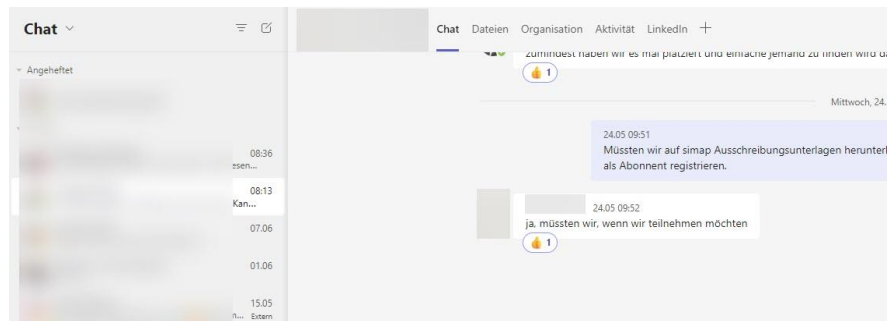 Chat
Angeheftet
08:36
esen...
08:13
Kan...
07.06
01.06
15.05
n... Extern
Chat Dateien Organisation Aktivität LinkedIn
zumindest haben wir es mal platziert und einfache jemand zu finden wird
👍 1
Mittwoch, 24.
24.05 09:51
Müssten wir auf simap Ausschreibungsunterlagen
als Abonnent registrieren.
24.05 09:52
ja, müssten wir, wenn wir teilnehmen möchten
👍 1